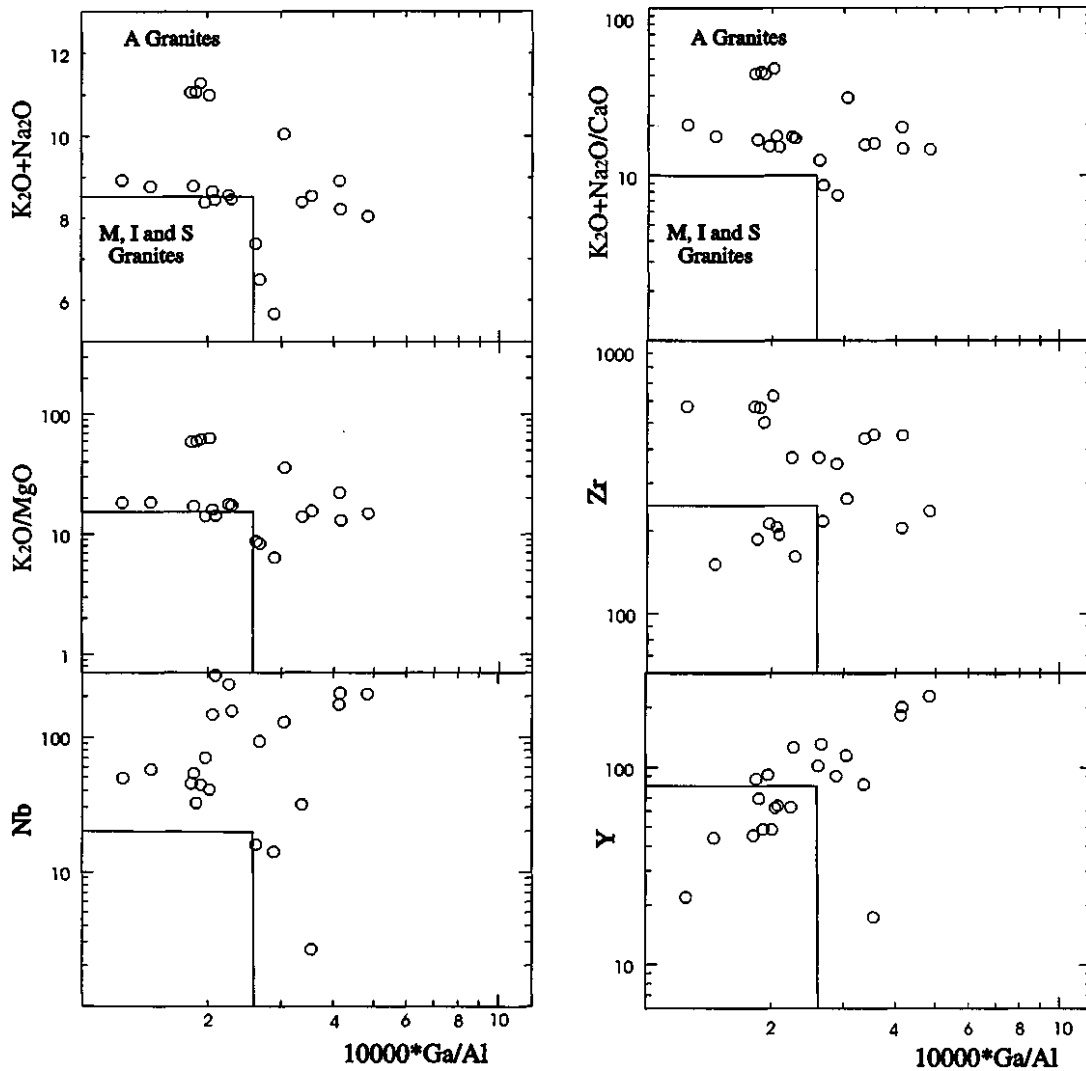 A Granites
12
10
8
6
M, I and S
Granites
K2O+Na2O
100
10
1
K2O/MgO
100
10
Nb
2
4
6
8
10
10000*Ga/Al
A Granites
100
10
M, I and S
Granites
K2O+Na2O/CaO
1000
100
Zr
100
10
Y
2
4
6
8
10
10000*Ga/Al